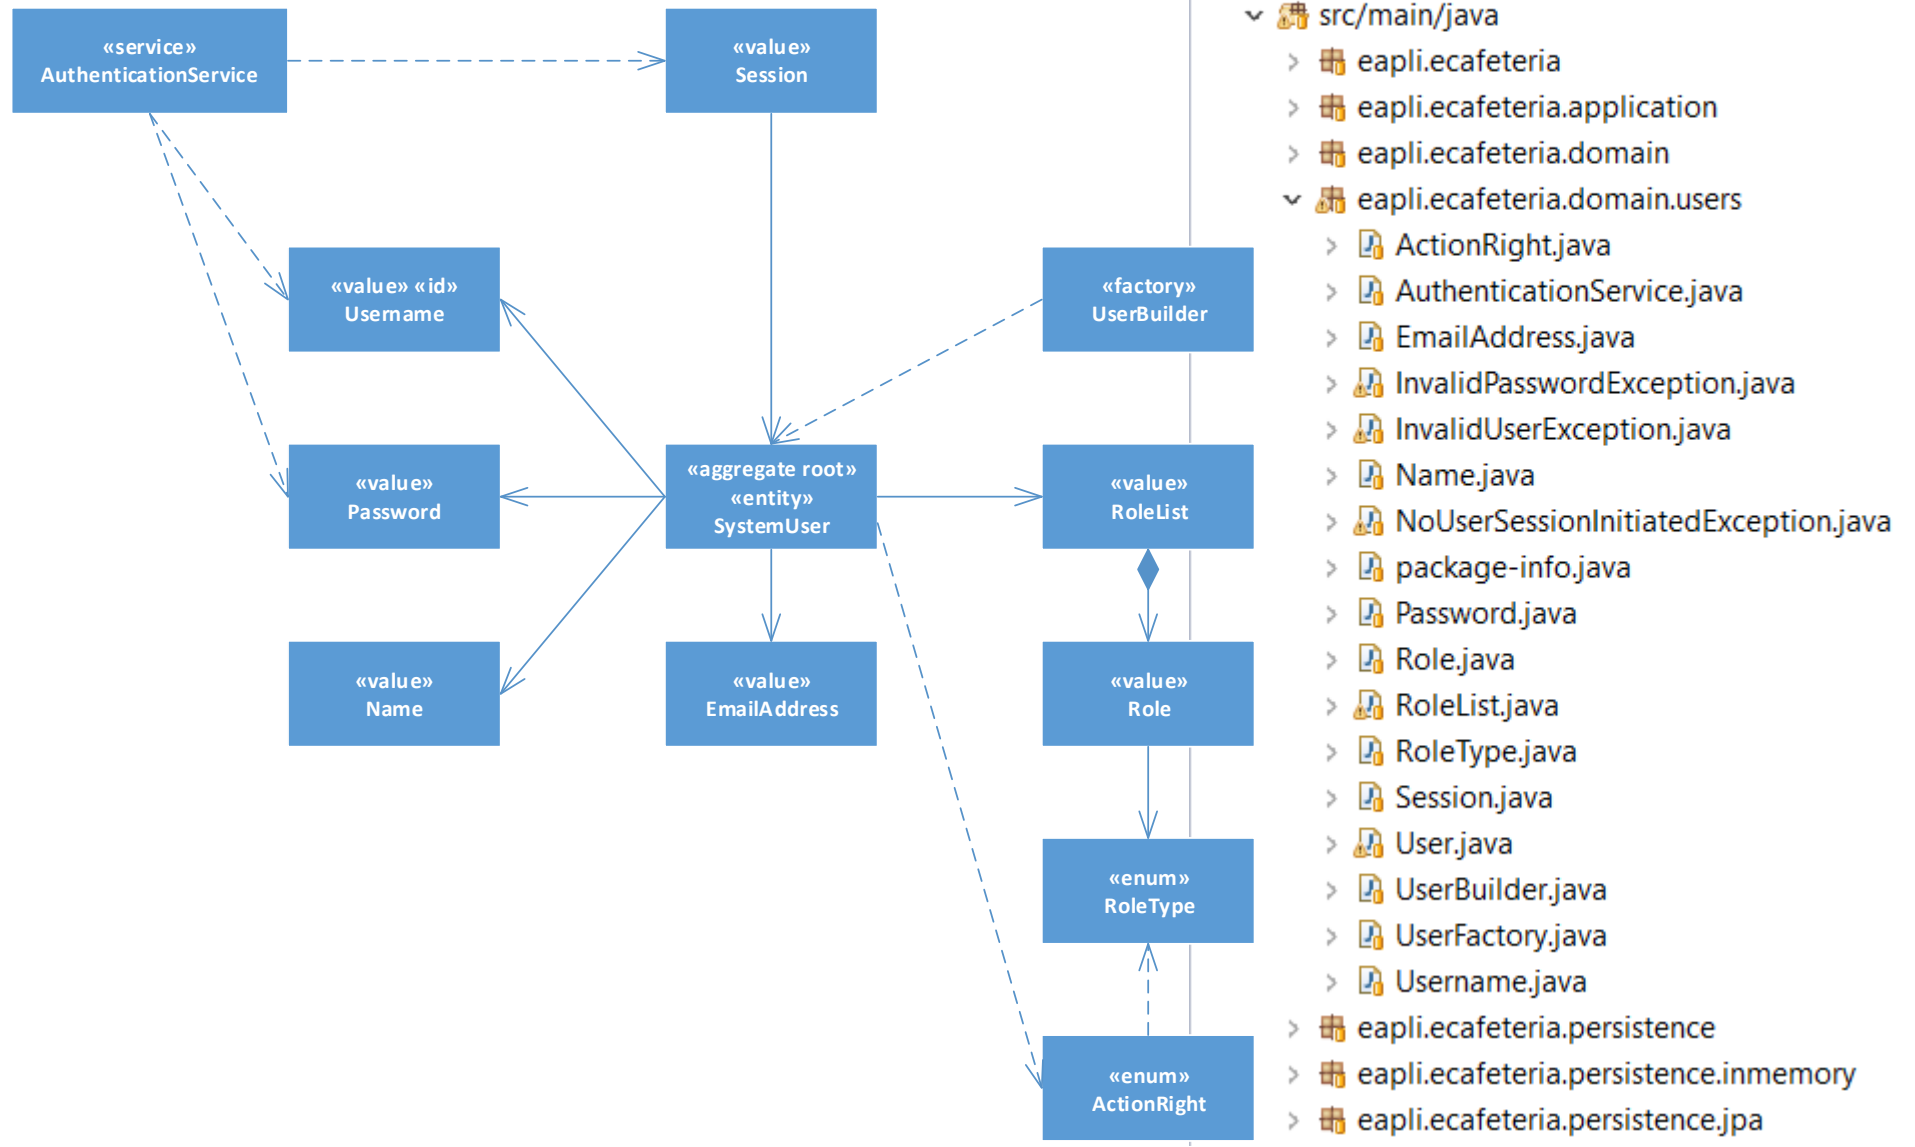 «service»
AuthenticationService
«value»
Session
«value» «id»
Username
«factory»
UserBuilder
«value»
Password
«aggregate root»
«entity»
SystemUser
«value»
RoleList
«value»
Name
«value»
EmailAddress
«value»
Role
«enum»
RoleType
«enum»
ActionRight
src/main/java
eapli.ecafeteria
eapli.ecafeteria.application
eapli.ecafeteria.domain
eapli.ecafeteria.domain.users
ActionRight.java
AuthenticationService.java
EmailAddress.java
InvalidPasswordException.java
InvalidUserException.java
Name.java
NoUserSessionInitiatedException.java
package-info.java
Password.java
Role.java
RoleList.java
RoleType.java
Session.java
User.java
UserBuilder.java
UserFactory.java
Username.java
eapli.ecafeteria.persistence
eapli.ecafeteria.persistence.inmemory
eapli.ecafeteria.persistence.jpa